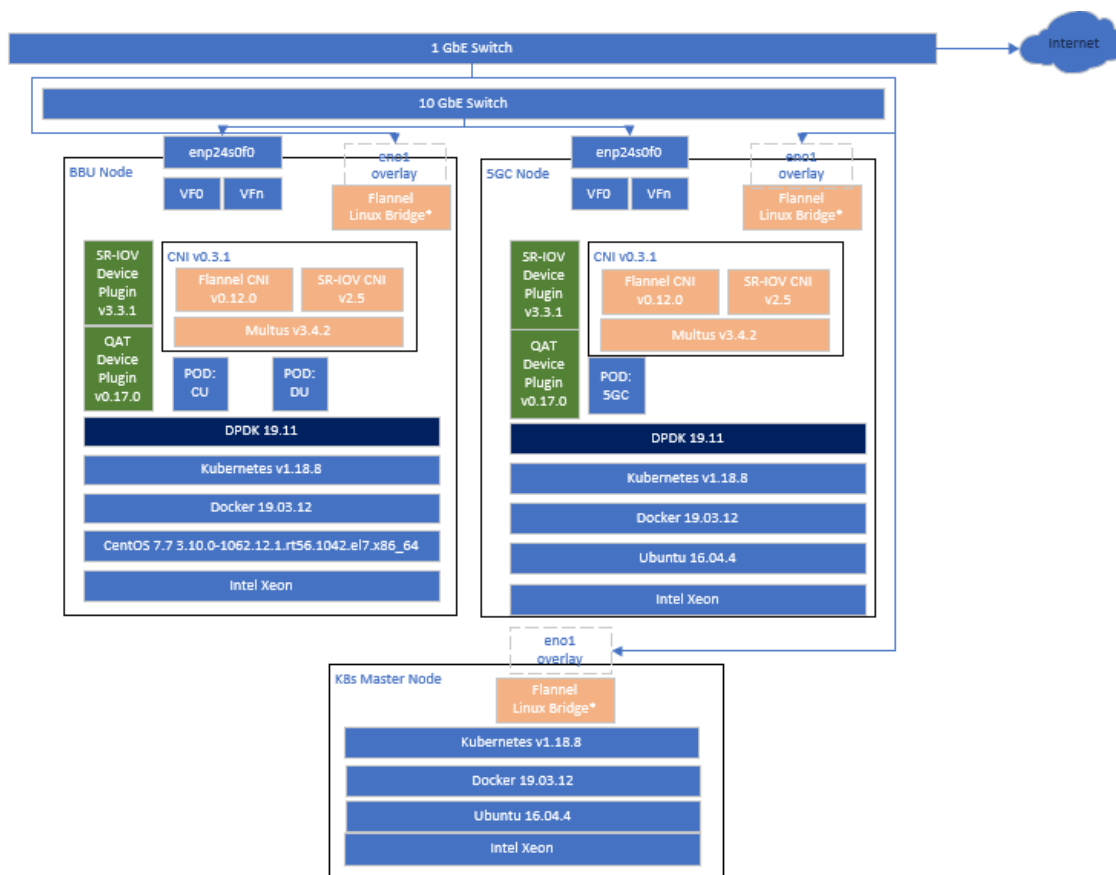 1 GbE Switch
Internet
10 GbE Switch
enp24s0f0
eno1
overlay
BBU Node
VF0
VFn
Flannel
Linux Bridge*
SR-IOV
Device
Plugin
v3.3.1
CNI v0.3.1
Flannel CNI
v0.12.0
SR-IOV CNI
v2.5
Multus v3.4.2
QAT
Device
Plugin
v0.17.0
POD:
CU
POD:
DU
DPDK 19.11
Kubernetes v1.18.8
Docker 19.03.12
CentOS 7.7 3.10.0-1062.12.1.rt56.1042.el7.x86_64
Intel Xeon
enp24s0f0
eno1
overlay
5GC Node
VF0
VFn
Flannel
Linux Bridge*
SR-IOV
Device
Plugin
v3.3.1
CNI v0.3.1
Flannel CNI
v0.12.0
SR-IOV CNI
v2.5
Multus v3.4.2
QAT
Device
Plugin
v0.17.0
POD:
5GC
DPDK 19.11
Kubernetes v1.18.8
Docker 19.03.12
Ubuntu 16.04.4
Intel Xeon
eno1
overlay
K8s Master Node
Flannel
Linux Bridge*
Kubernetes v1.18.8
Docker 19.03.12
Ubuntu 16.04.4
Intel Xeon